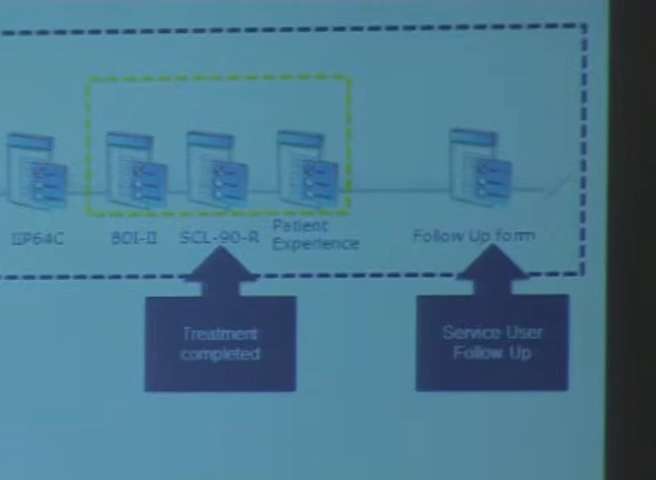 IIP64C
BDI-II
SCL-90-R
Patient
Experience
Follow Up form
Treatment
completed
Service User
Follow Up